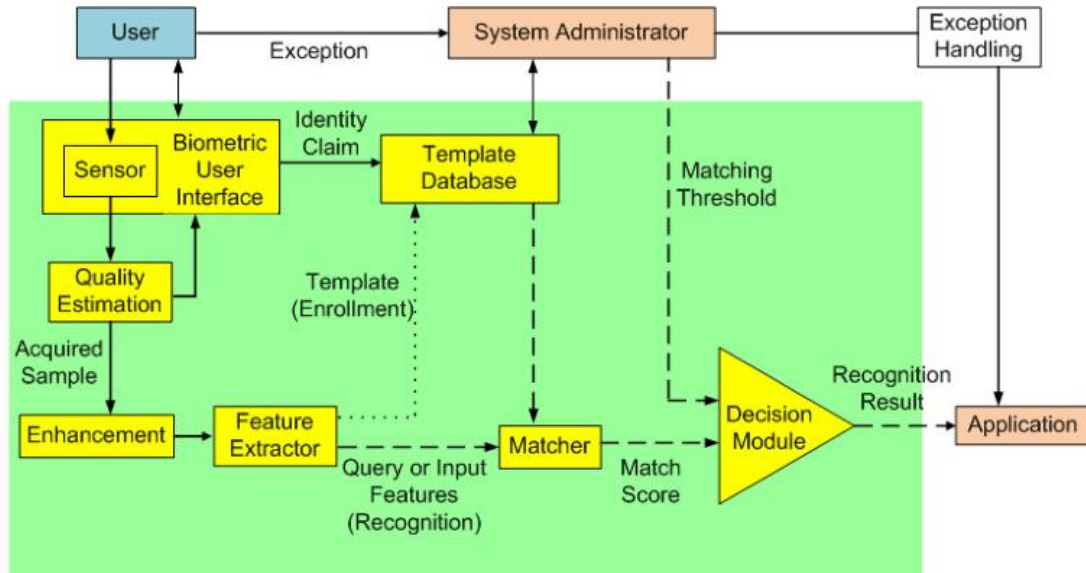 User
Exception
System Administrator
Exception
Handling
Sensor
Biometric
User
Interface
Identity
Claim
Template
Database
Matching
Threshold
Quality
Estimation
Template
(Enrollment)
Acquired
Sample
Enhancement
Feature
Extractor
Query or Input
Features
(Recognition)
Matcher
Match
Score
Decision
Module
Recognition
Result
Application